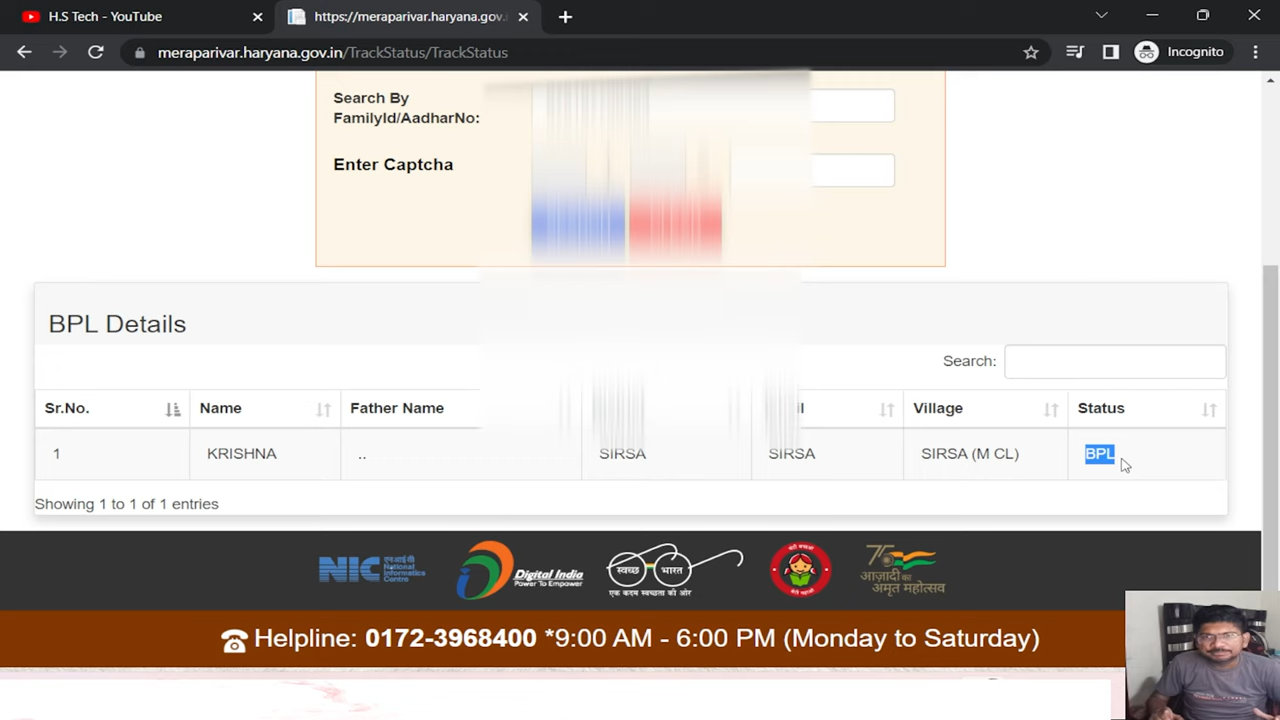 H.S Tech - YouTube
https://meraparivar.haryana.gov.i
meraparivar.haryana.gov.in/TrackStatus/TrackStatus
Incognito
Search By
FamilyId/AadharNo:
Enter Captcha
BPL Details
Search:
Sr.No. Name Father Name Village Status
1 KRISHNA .. SIRSA SIRSA SIRSA (M CL) BPL
Showing 1 to 1 of 1 entries
NIC एन आई सी National Informatics Centre
Digital India
Power To Empower
स्वच्छ भारत
एक कदम स्वच्छता की ओर
75
आज़ादी का
अमृत महोत्सव
Helpline: 0172-3968400 *9:00 AM - 6:00 PM (Monday to Saturday)